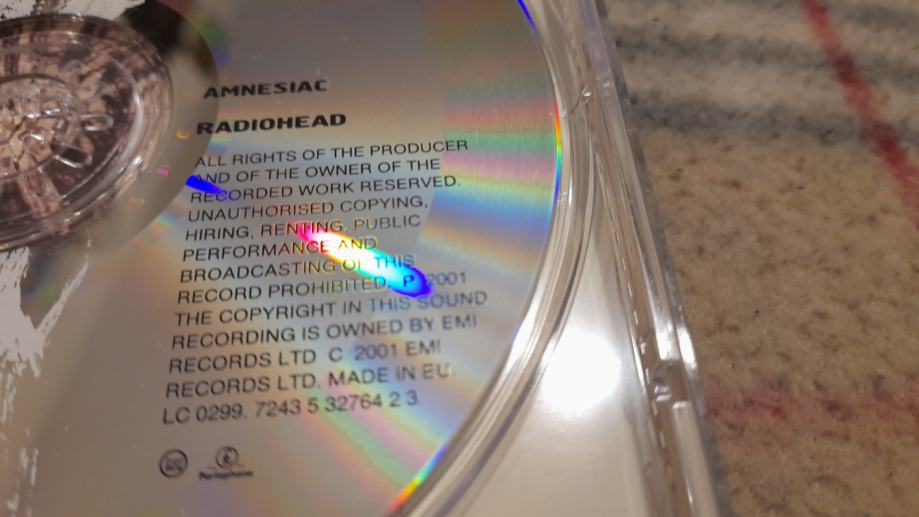 AMNESIAC
RADIOHEAD
ALL RIGHTS OF THE PRODUCER
AND OF THE OWNER OF THE
RECORDED WORK RESERVED.
UNAUTHORISED COPYING,
HIRING, RENTING, PUBLIC
PERFORMANCE AND
BROADCASTING OF THIS
RECORD PROHIBITED. P 2001
THE COPYRIGHT IN THIS SOUND
RECORDING IS OWNED BY EMI
RECORDS LTD C 2001 EMI
RECORDS LTD. MADE IN EU.
LC 0299. 7243 5 32764 2 3
Parlophone